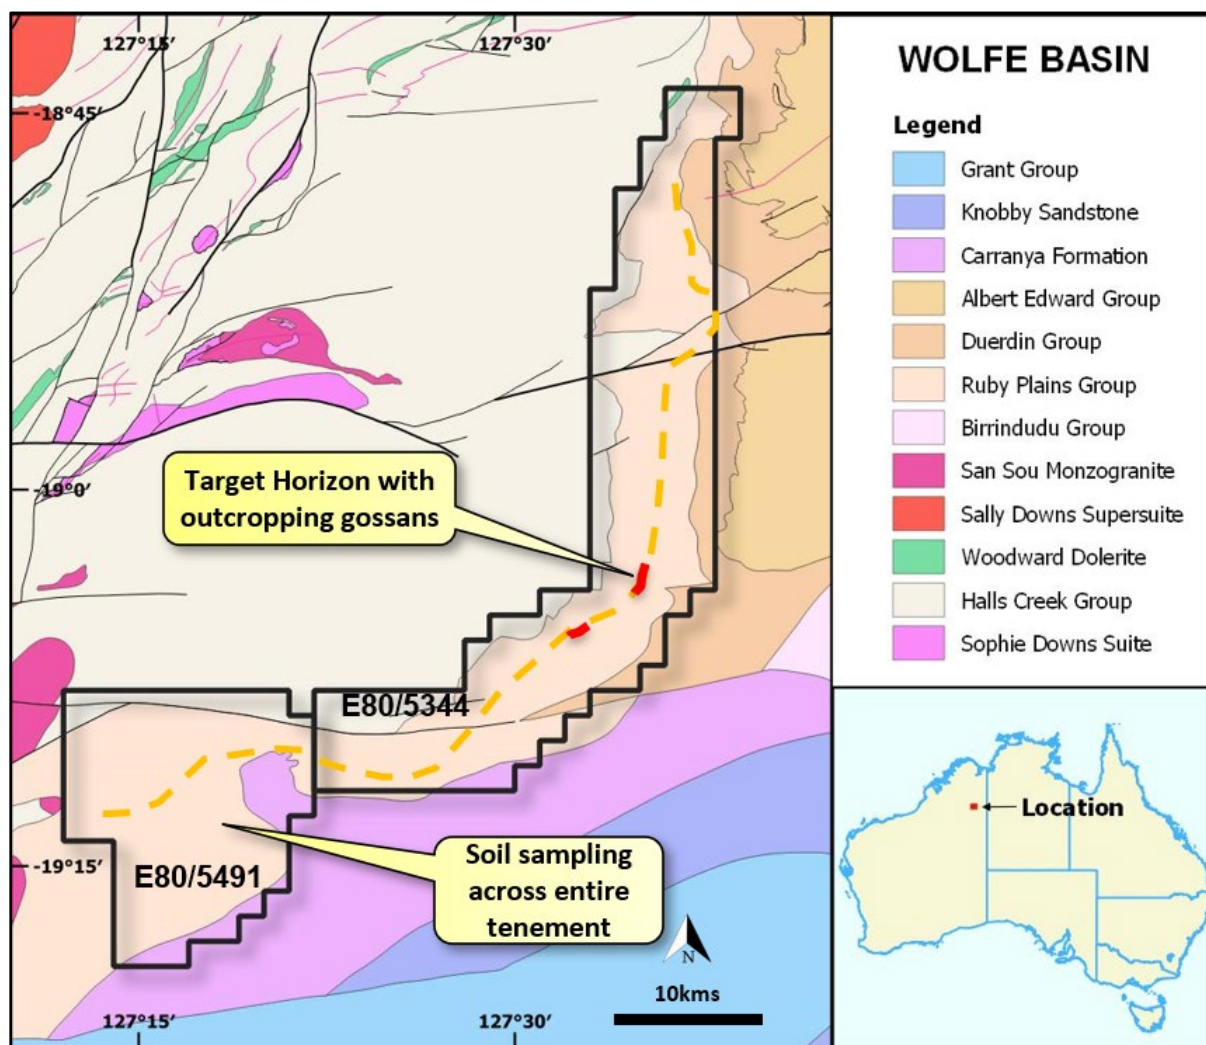 127°15′
127°30′
-18°45′
-19°0′
Target Horizon with
outcropping gossans
E80/5344
-19°15′
E80/5491
Soil sampling
across entire
tenement
N
10kms
127°15′
127°30′
WOLFE BASIN
Legend
Grant Group
Knobby Sandstone
Carranya Formation
Albert Edward Group
Duerdin Group
Ruby Plains Group
Birrindudu Group
San Sou Monzogranite
Sally Downs Supersuite
Woodward Dolerite
Halls Creek Group
Sophie Downs Suite
Location